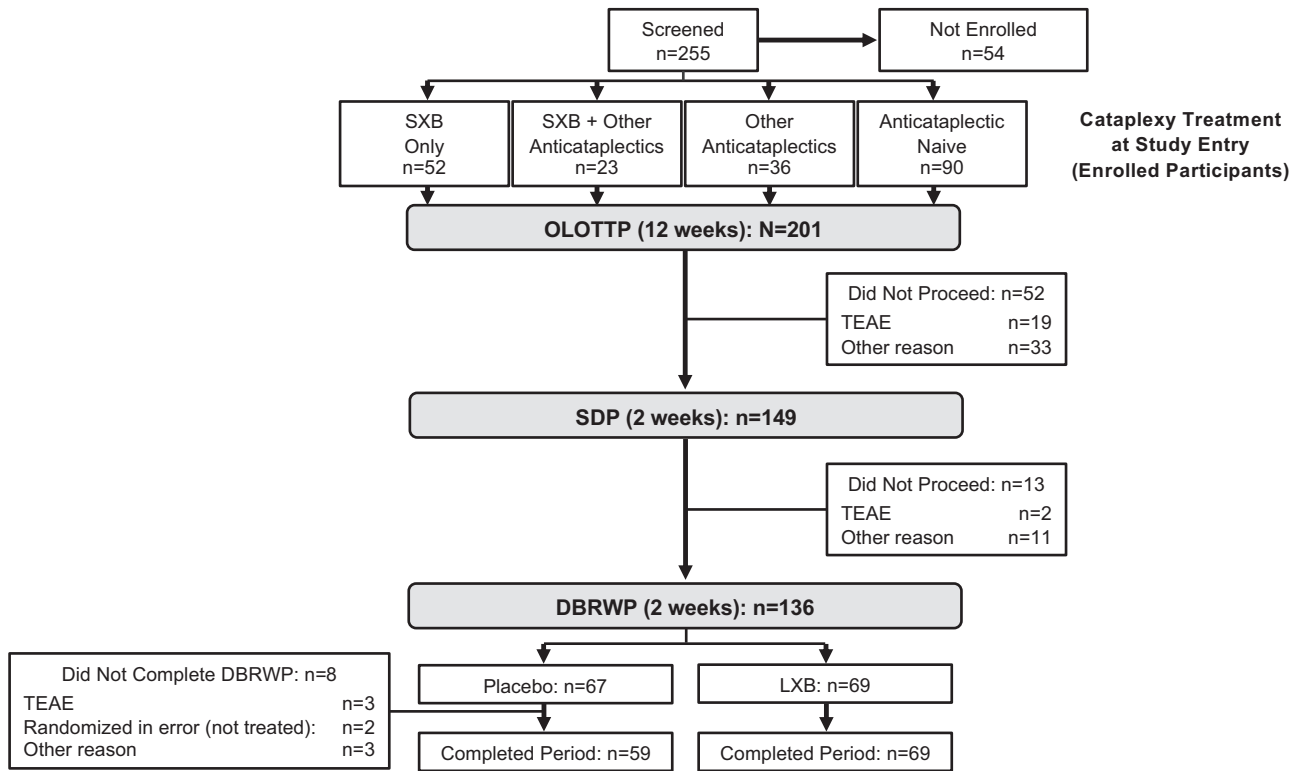 Screened
n=255
Not Enrolled
n=54
SXB
Only
n=52
SXB + Other
Anticataplectics
n=23
Other
Anticataplectics
n=36
Anticataplectic
Naive
n=90
Cataplexy Treatment
at Study Entry
(Enrolled Participants)
OLOTTP (12 weeks): N=201
Did Not Proceed: n=52
TEAE n=19
Other reason n=33
SDP (2 weeks): n=149
Did Not Proceed: n=13
TEAE n=2
Other reason n=11
DBRWP (2 weeks): n=136
Did Not Complete DBRWP: n=8
TEAE n=3
Randomized in error (not treated): n=2
Other reason n=3
Placebo: n=67
LXB: n=69
Completed Period: n=59
Completed Period: n=69